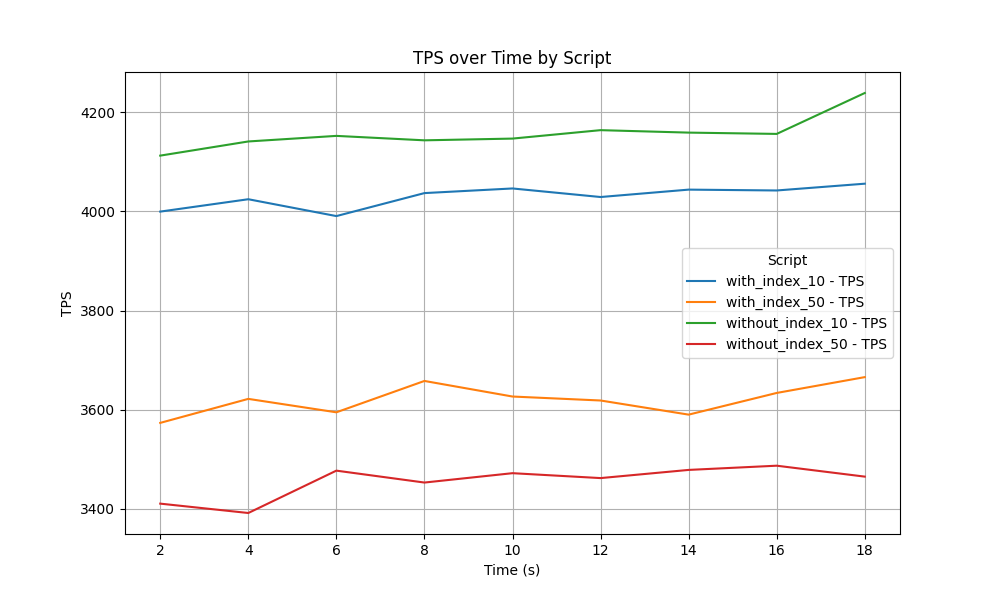 TPS over Time by Script
TPS
4200
4000
3800
3600
3400
Script
with_index_10 - TPS
with_index_50 - TPS
without_index_10 - TPS
without_index_50 - TPS
2 4 6 8 10 12 14 16 18
Time (s)